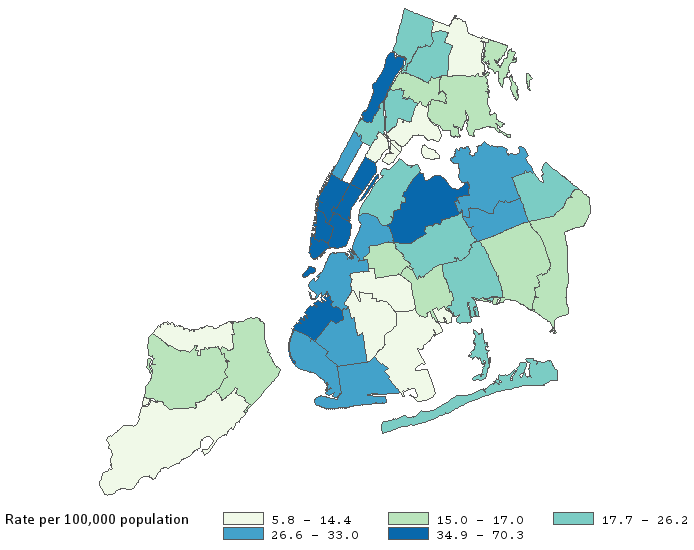 Rate per 100,000 population 5.8 - 14.4 15.0 - 17.0 17.7 - 26.2
26.6 - 33.0 34.9 - 70.3